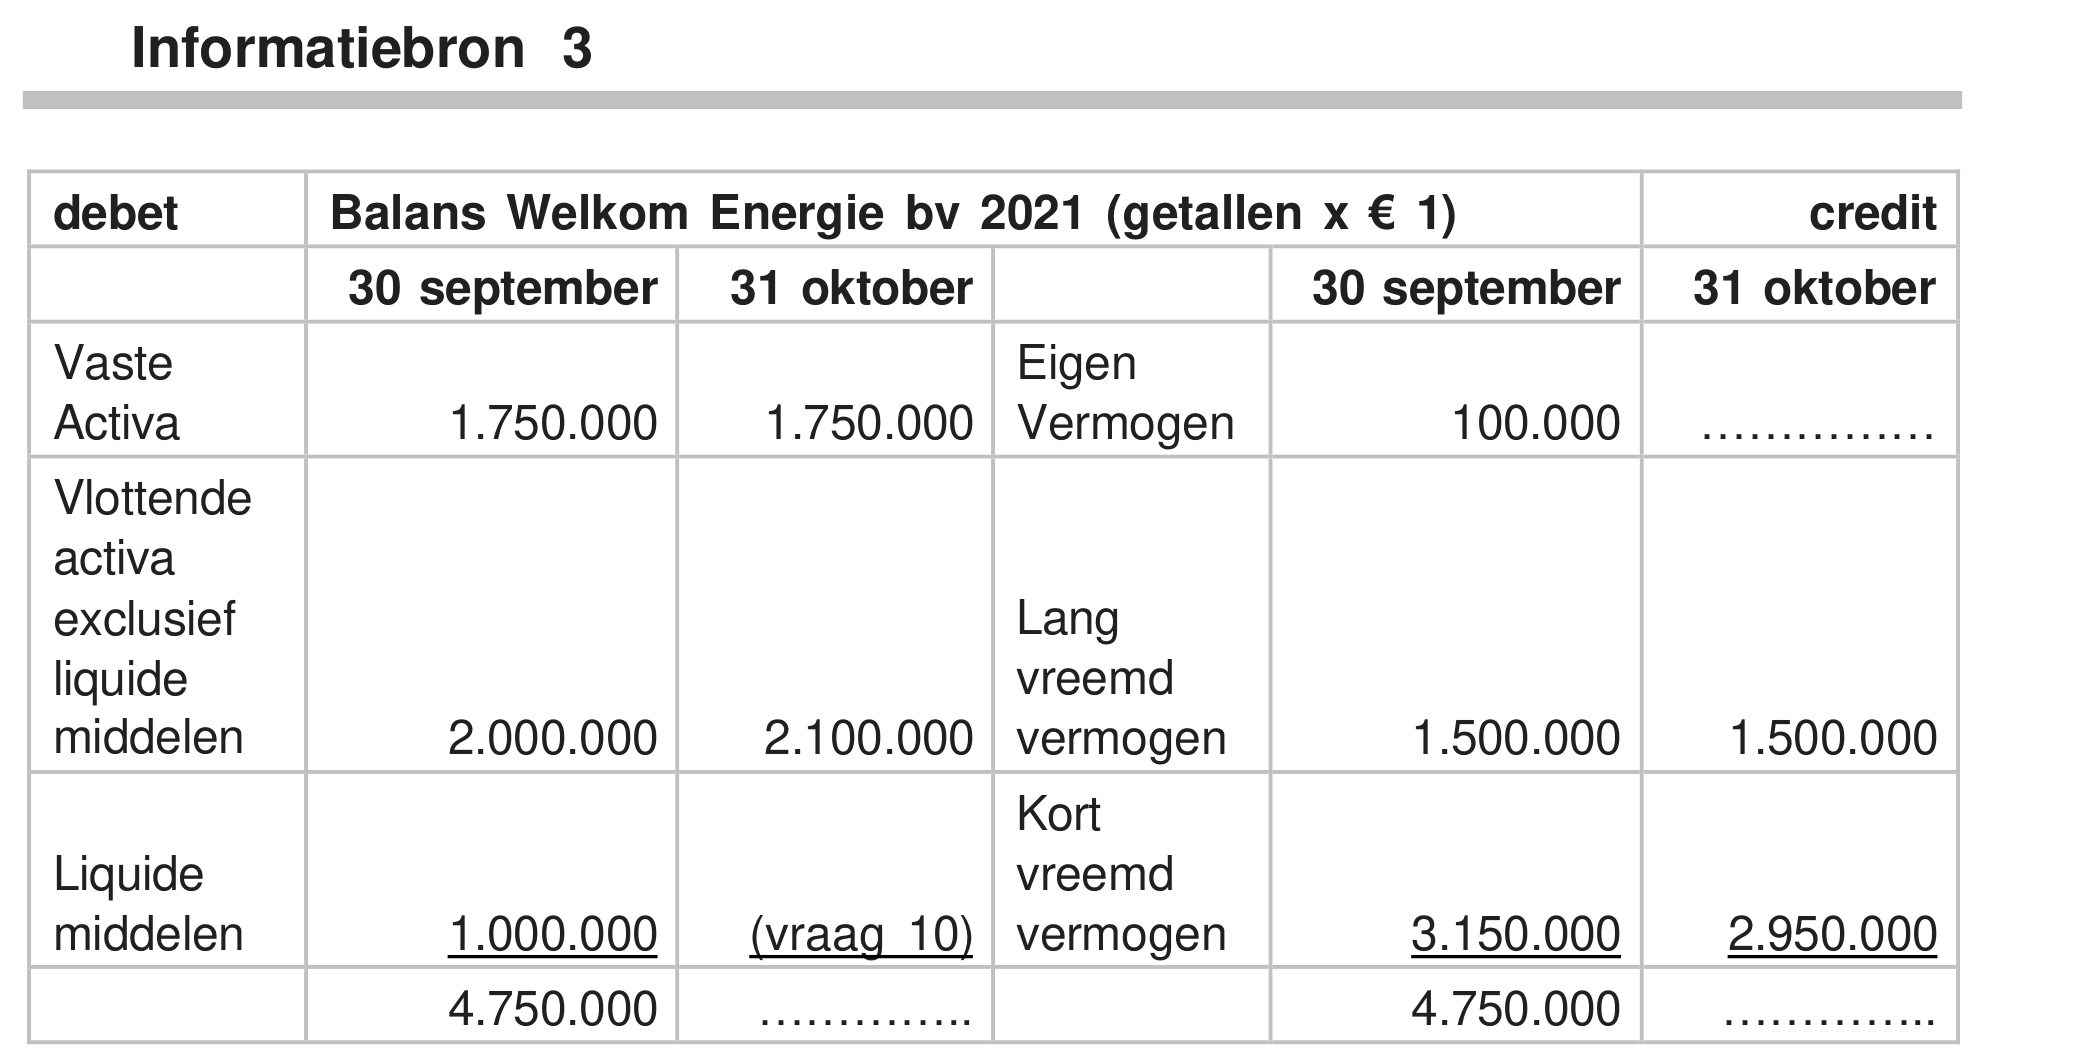 Informatiebron 3
debet Balans Welkom Energie bv 2021 (getallen x € 1) credit
30 september 31 oktober 30 september 31 oktober
Vaste Eigen
Activa 1.750.000 1.750.000 Vermogen 100.000 ……………
Vlottende
activa
exclusief Lang
liquide vreemd
middelen 2.000.000 2.100.000 vermogen 1.500.000 1.500.000
Kort
Liquide vreemd
middelen 1.000.000 (vraag 10) vermogen 3.150.000 2.950.000
4.750.000 ………….. 4.750.000 …………..